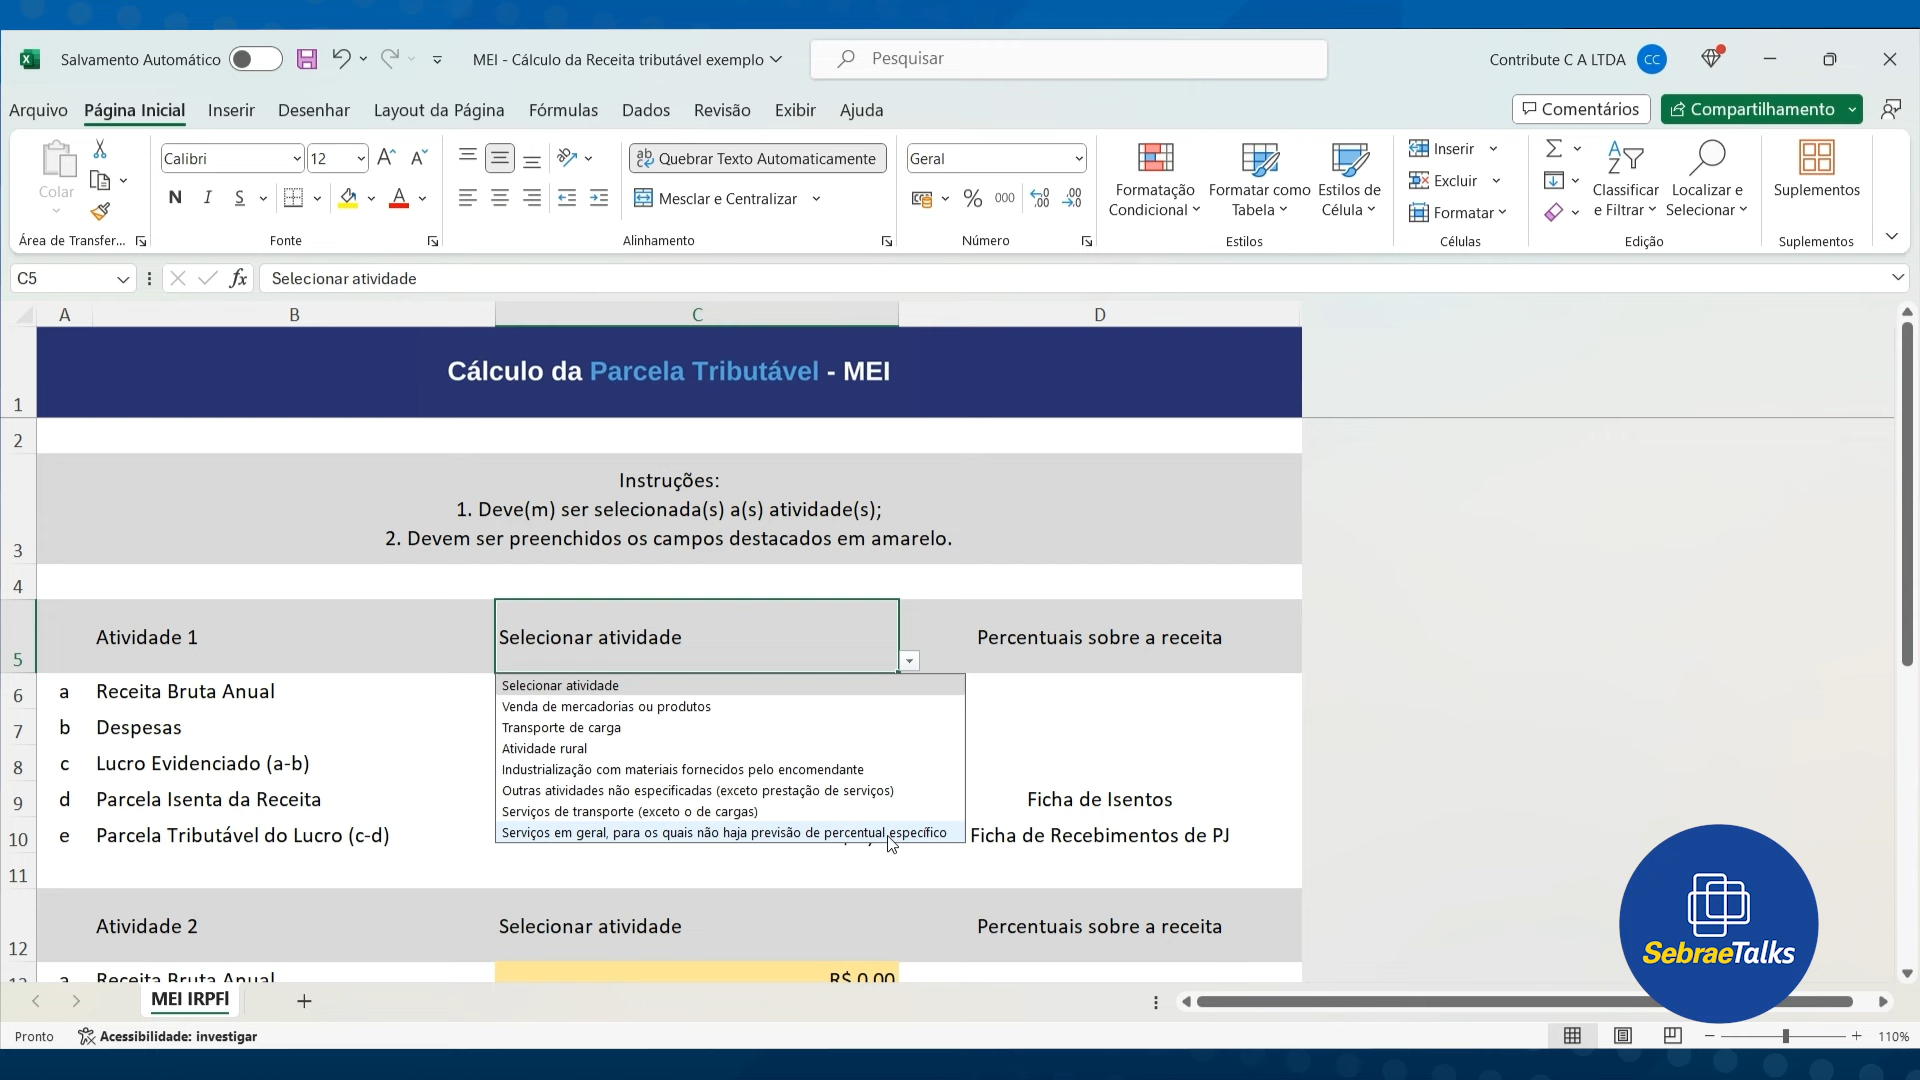 Salvamento Automático
MEI - Cálculo da Receita tributável exemplo
Pesquisar
Contribute C A LTDA
CC
Arquivo
Página Inicial
Inserir
Desenhar
Layout da Página
Fórmulas
Dados
Revisão
Exibir
Ajuda
Comentários
Compartilhamento
Colar
Área de Transfer...
Calibri
12
N
I
S
Fonte
Quebrar Texto Automaticamente
Mesclar e Centralizar
Alinhamento
Geral
%
000
Número
Formatação
Condicional
Formatar como
Tabela
Estilos de
Célula
Estilos
Inserir
Excluir
Formatar
Células
Classificar
e Filtrar
Localizar e
Selecionar
Edição
Suplementos
Suplementos
C5
fx
Selecionar atividade
A
B
C
D
Cálculo da Parcela Tributável - MEI
1
2
Instruções:
1. Deve(m) ser selecionada(s) a(s) atividade(s);
2. Devem ser preenchidos os campos destacados em amarelo.
3
4
Atividade 1
Selecionar atividade
Percentuais sobre a receita
5
Selecionar atividade
Venda de mercadorias ou produtos
Transporte de carga
Atividade rural
Industrialização com materiais fornecidos pelo encomendante
Outras atividades não especificadas (exceto prestação de serviços)
Serviços de transporte (exceto o de cargas)
Serviços em geral, para os quais não haja previsão de percentual específico
6 a Receita Bruta Anual
7 b Despesas
8 c Lucro Evidenciado (a-b)
9 d Parcela Isenta da Receita Ficha de Isentos
10 e Parcela Tributável do Lucro (c-d) Ficha de Recebimentos de PJ
11
Atividade 2
Selecionar atividade
Percentuais sobre a receita
12
a Receita Bruta Anual R$ 0,00
SebraeTalks
MEI IRPF
Pronto
Acessibilidade: investigar
110%